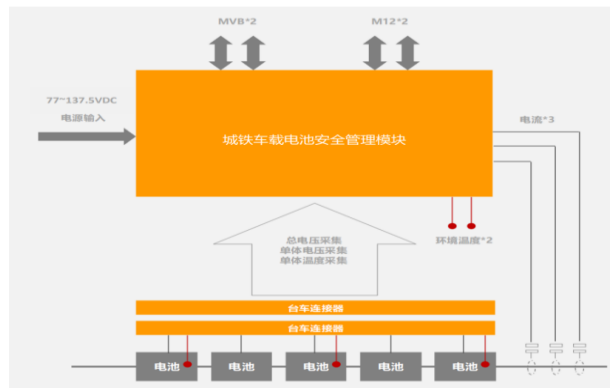 MVB*2
M12*2
77~137.5VDC
电源输入
城铁车载电池安全管理模块
电流*3
总电压采集
单体电压采集
单体温度采集
环境温度*2
台车连接器
台车连接器
电池
电池
电池
电池
电池